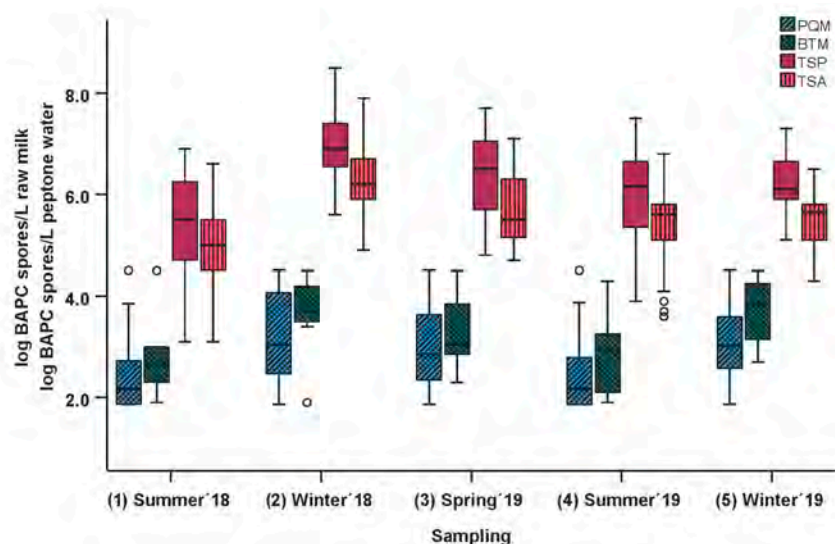 PQM
BTM
TSP
TSA
log BAPC spores/L raw milk
log BAPC spores/L peptone water
8.0
6.0
4.0
2.0
(1) Summer´18
(2) Winter´18
(3) Spring´19
(4) Summer´19
(5) Winter´19
Sampling